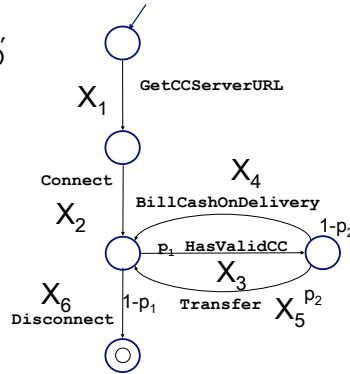 ,
GetCCServerURL
X1
X4
Connect
BillCashOnDelivery
X2
1-p2
p1 HasValidCC
X3
X6
1-p1
Transfer
X5
p2
Disconnect